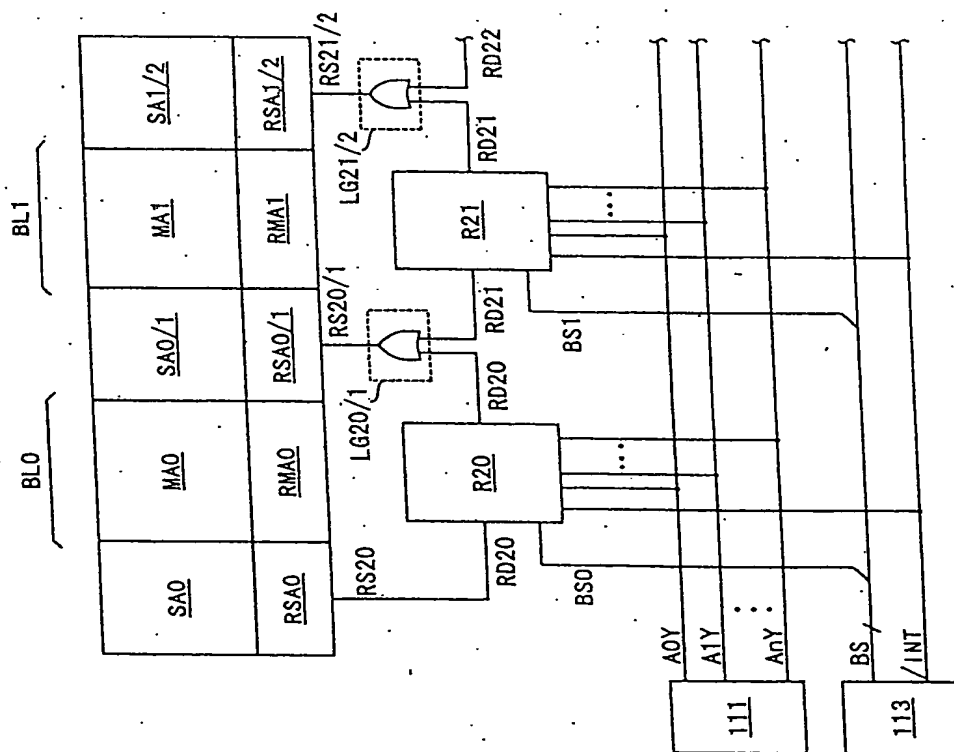 BL0
BL1
SA0
MA0
SA0/1
MA1
SA1/2
RSA0
RMA0
RSA0/1
RMA1
RSA1/2
RS20
RS20/1
RS21/2
LG20/1
LG21/2
RD20
R20
RD20
RD21
R21
RD21
RD22
BS0
BS1
...
...
111
A0Y
A1Y
...
AnY
113
BS
/INT